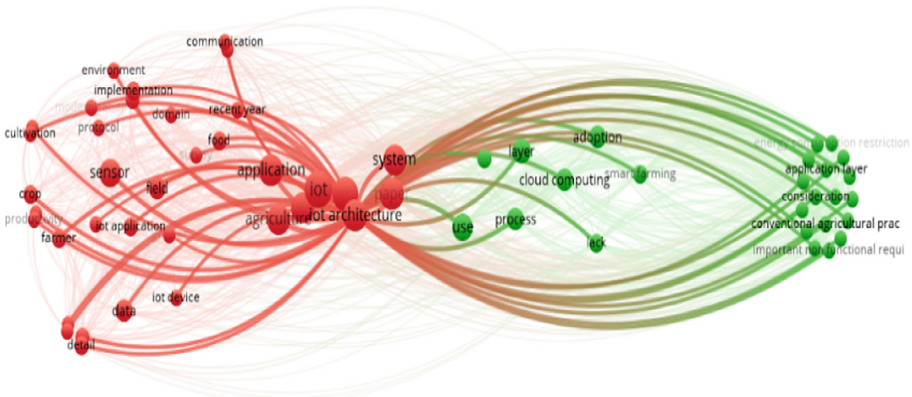 communication
environment
implementation
domain
recent year
cultivation
protocol
food
sensor
application
system
field
iot
paper
crop
agriculture
iot architecture
productivity
iot application
farmer
iot device
data
detail
adoption
layer
smart farming
cloud computing
use
process
lack
restriction
application layer
consideration
conventional agricultural prac
important non functional requi